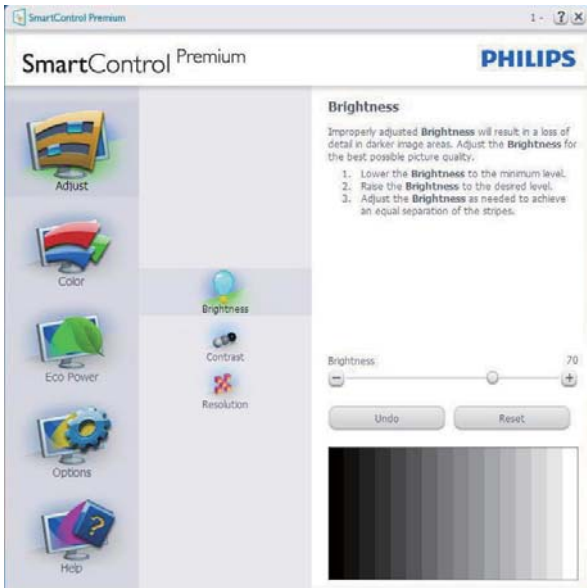 SmartControl Premium
1 - ? X
SmartControl Premium
PHILIPS
Adjust
Color
Eco Power
Options
?
Help
Brightness
Contrast
Resolution
Brightness
Improperly adjusted Brightness will result in a loss of
detail in darker image areas. Adjust the Brightness for
the best possible picture quality.
1. Lower the Brightness to the minimum level.
2. Raise the Brightness to the desired level.
3. Adjust the Brightness as needed to achieve
an equal separation of the stripes.
Brightness 70
- +
Undo Reset